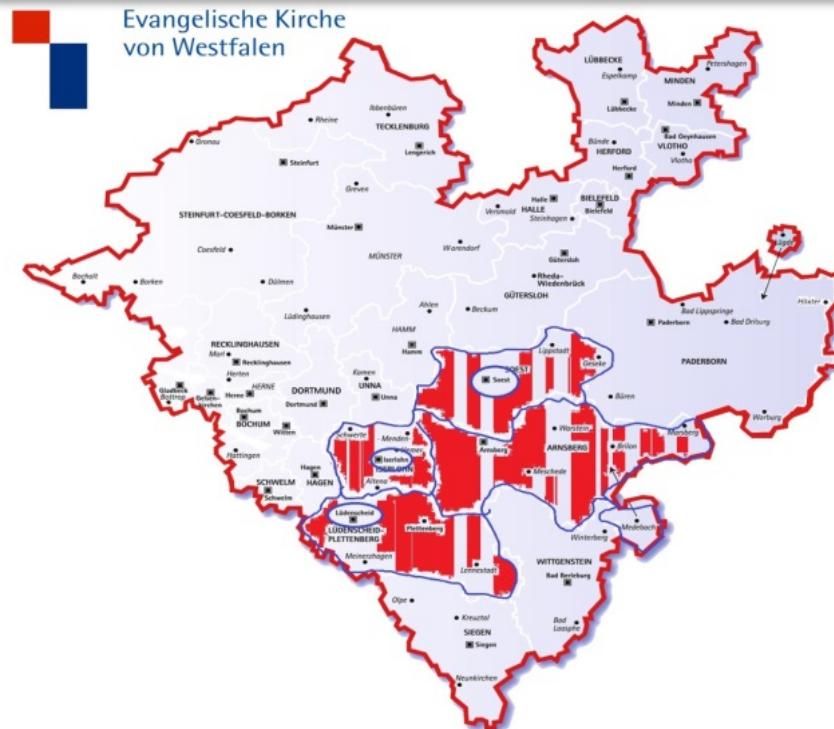 Evangelische Kirche
von Westfalen
LÜBBECKE
Espelkamp
Lübbecke
Petershagen
MINDEN
Minden
Bad Oeynhausen
VLOTHO
Vlotho
Bünde
HERFORD
Herford
Ibbenbüren
TECKLENBURG
Lengerich
Rheine
Gronau
Steinfurt
Greven
STEINFURT-COESFELD-BORKEN
Münster
MÜNSTER
Versmold
Halle
HALLE
Steinhagen
BIELEFELD
Bielefeld
Warendorf
Coesfeld
Gütersloh
Rheda-
Wiedenbrück
GÜTERSLOH
Bocholt
Borken
Dülmen
Lüdinghausen
Ahlen
Beckum
Höxter
Bad Lippspringe
Paderborn
Bad Driburg
PADERBORN
HAMM
Hamm
RECKLINGHAUSEN
Marl
Recklinghausen
Herten
HERNE
Herne
Gladbeck
Bottrop
Gelsen-
kirchen
Bochum
BOCHUM
Witten
Hattingen
DORTMUND
Dortmund
Kamen
UNNA
Unna
Lippstadt
SOEST
Soest
Geseke
Büren
Warburg
Marsberg
Schwerte
Menden
Hemer
Iserlohn
ISERLOHN
Altena
Arnsberg
Warstein
ARNSBERG
Brilon
Meschede
Hagen
HAGEN
SCHWELM
Schwelm
Lüdenscheid
LÜDENSCHEID-
PLETTENBERG
Plettenberg
Meinerzhagen
Lennestadt
Medebach
Winterberg
WITTGENSTEIN
Bad Berleburg
Olpe
Kreuztal
Bad
Laasphe
SIEGEN
Siegen
Neunkirchen